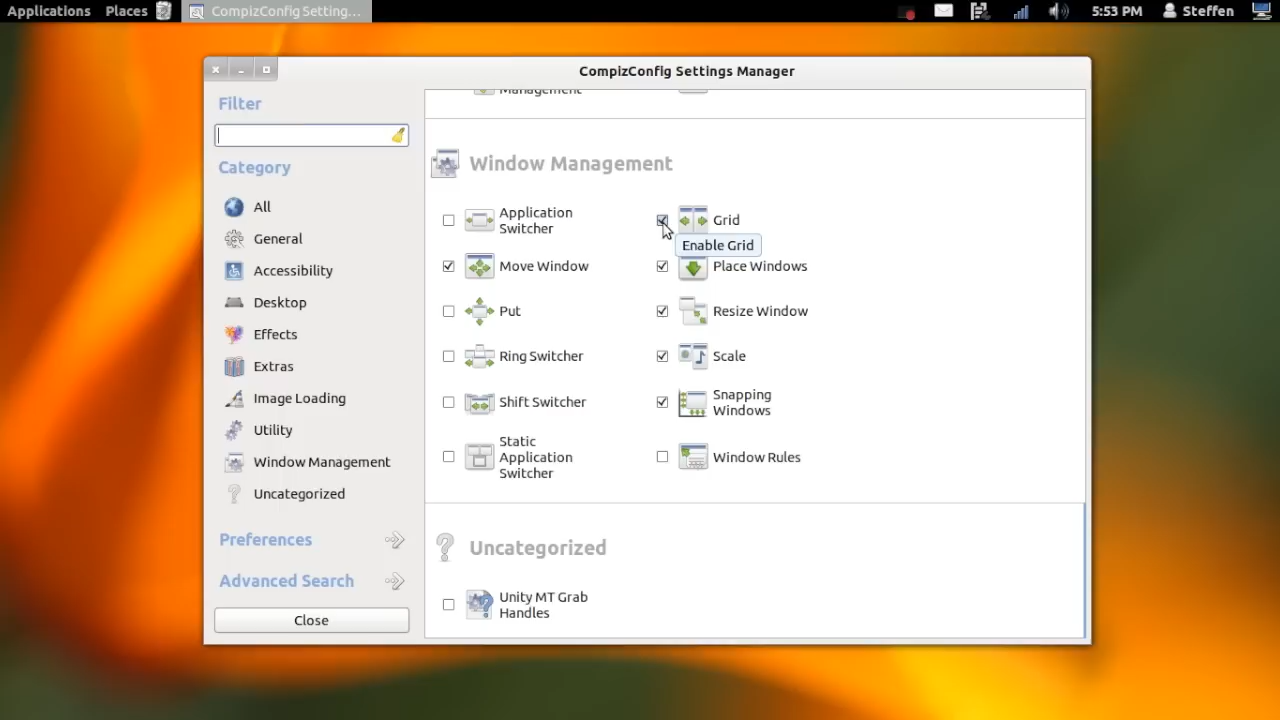 Applications Places CompizConfig Setting... 5:53 PM Steffen
CompizConfig Settings Manager
Filter
Category
All
General
Accessibility
Desktop
Effects
Extras
Image Loading
Utility
Window Management
Uncategorized
Preferences
Advanced Search
Close
Management
Window Management
Application
Switcher
Grid
Enable Grid
Move Window
Place Windows
Put
Resize Window
Ring Switcher
Scale
Shift Switcher
Snapping
Windows
Static
Application
Switcher
Window Rules
Uncategorized
Unity MT Grab
Handles